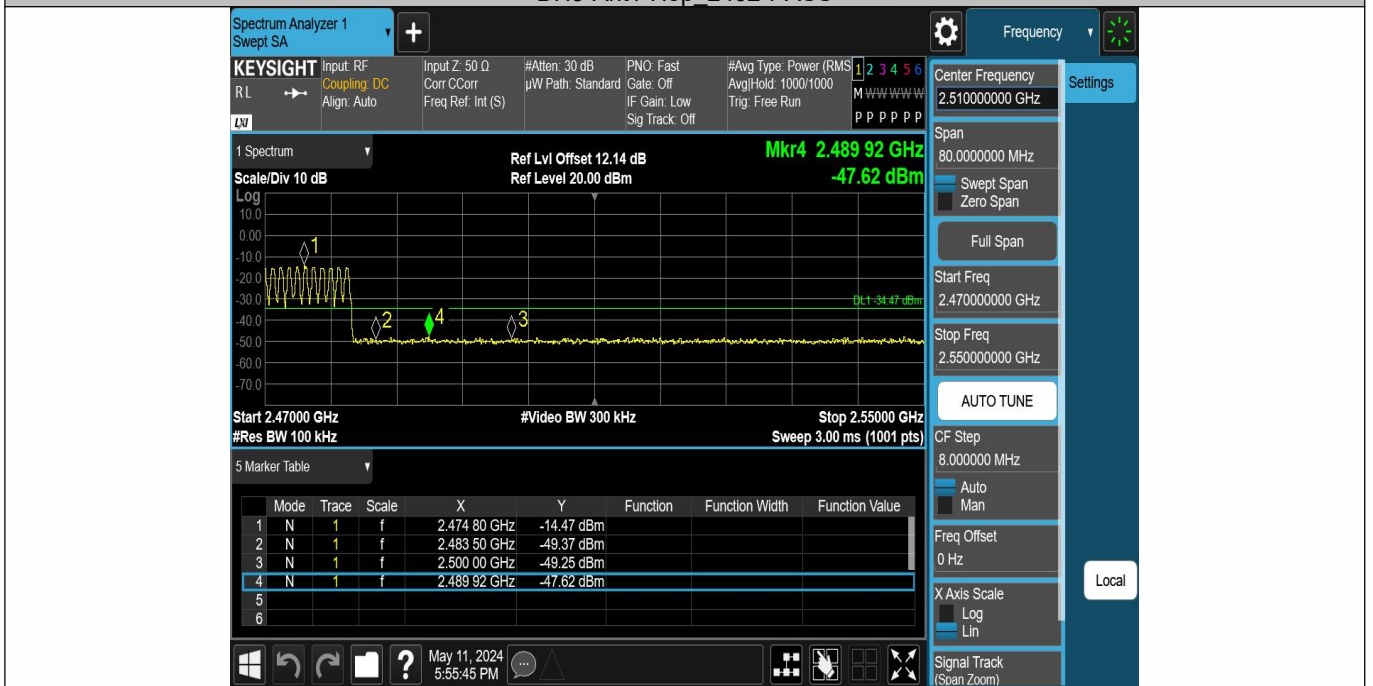 Spectrum Analyzer 1
Swept SA
Frequency
KEYSIGHT Input: RF Input Z: 50 Ω #Atten: 30 dB PNO: Fast #Avg Type: Power (RMS 1 2 3 4 5 6
RL Coupling: DC Corr CCorr µW Path: Standard Gate: Off Avg|Hold: 1000/1000 M W W W W W
Align: Auto Freq Ref: Int (S) IF Gain: Low Trig: Free Run
LXI Sig Track: Off P P P P P P
1 Spectrum
Ref Lvl Offset 12.14 dB
Mkr4 2.489 92 GHz
Scale/Div 10 dB Ref Level 20.00 dBm -47.62 dBm
Log
10.0
0.00
-10.0
-20.0
-30.0
-40.0
-50.0
-60.0
-70.0
1
2
4
3
DL1 -34.47 dBm
Start 2.47000 GHz #Video BW 300 kHz Stop 2.55000 GHz
#Res BW 100 kHz Sweep 3.00 ms (1001 pts)
5 Marker Table
Mode Trace Scale X Y Function Function Width Function Value
1 N 1 f 2.474 80 GHz -14.47 dBm
2 N 1 f 2.483 50 GHz -49.37 dBm
3 N 1 f 2.500 00 GHz -49.25 dBm
4 N 1 f 2.489 92 GHz -47.62 dBm
5
6
?
May 11, 2024
5:55:45 PM
Center Frequency
2.510000000 GHz
Settings
Span
80.0000000 MHz
Swept Span
Zero Span
Full Span
Start Freq
2.470000000 GHz
Stop Freq
2.550000000 GHz
AUTO TUNE
CF Step
8.000000 MHz
Auto
Man
Freq Offset
0 Hz
X Axis Scale
Log
Lin
Signal Track
(Span Zoom)
Local